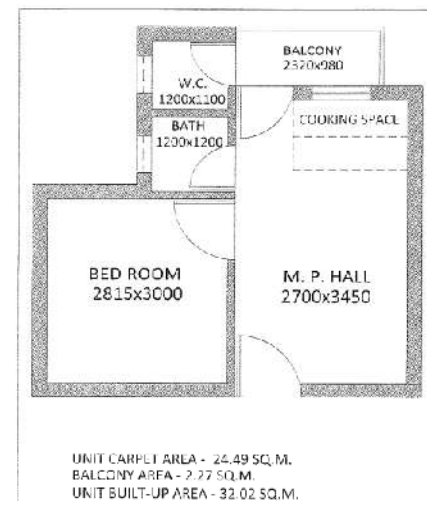 BALCONY
2320x980
W.C.
1200x1100
BATH
1200x1200
COOKING SPACE
BED ROOM
2815x3000
M. P. HALL
2700x3450
UNIT CARPET AREA - 24.49 SQ.M.
BALCONY AREA - 2.27 SQ.M.
UNIT BUILT-UP AREA - 32.02 SQ.M.